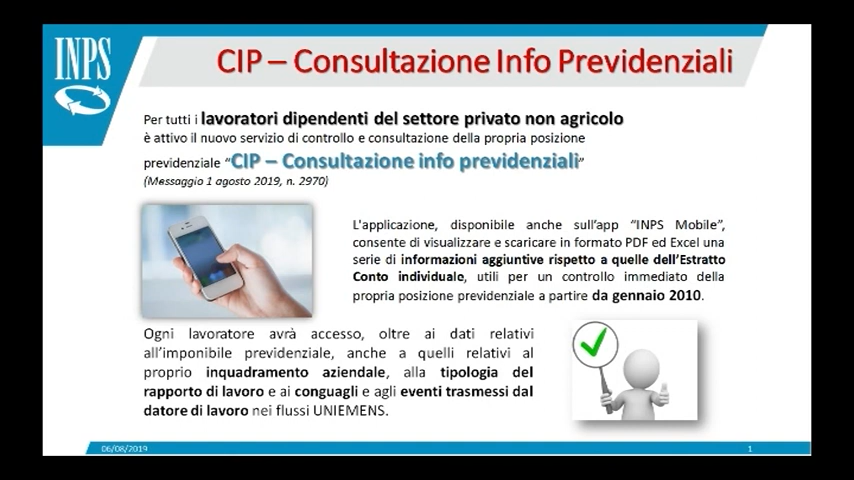 INPS
CIP – Consultazione Info Previdenziali
Per tutti i lavoratori dipendenti del settore privato non agricolo
è attivo il nuovo servizio di controllo e consultazione della propria posizione
previdenziale “CIP – Consultazione info previdenziali”
(Messaggio 1 agosto 2019, n. 2970)
L'applicazione, disponibile anche sull’app “INPS Mobile”,
consente di visualizzare e scaricare in formato PDF ed Excel una
serie di informazioni aggiuntive rispetto a quelle dell’Estratto
Conto individuale, utili per un controllo immediato della
propria posizione previdenziale a partire da gennaio 2010.
Ogni lavoratore avrà accesso, oltre ai dati relativi
all’imponibile previdenziale, anche a quelli relativi al
proprio inquadramento aziendale, alla tipologia del
rapporto di lavoro e ai conguagli e agli eventi trasmessi dal
datore di lavoro nei flussi UNIEMENS.
06/08/2019
1